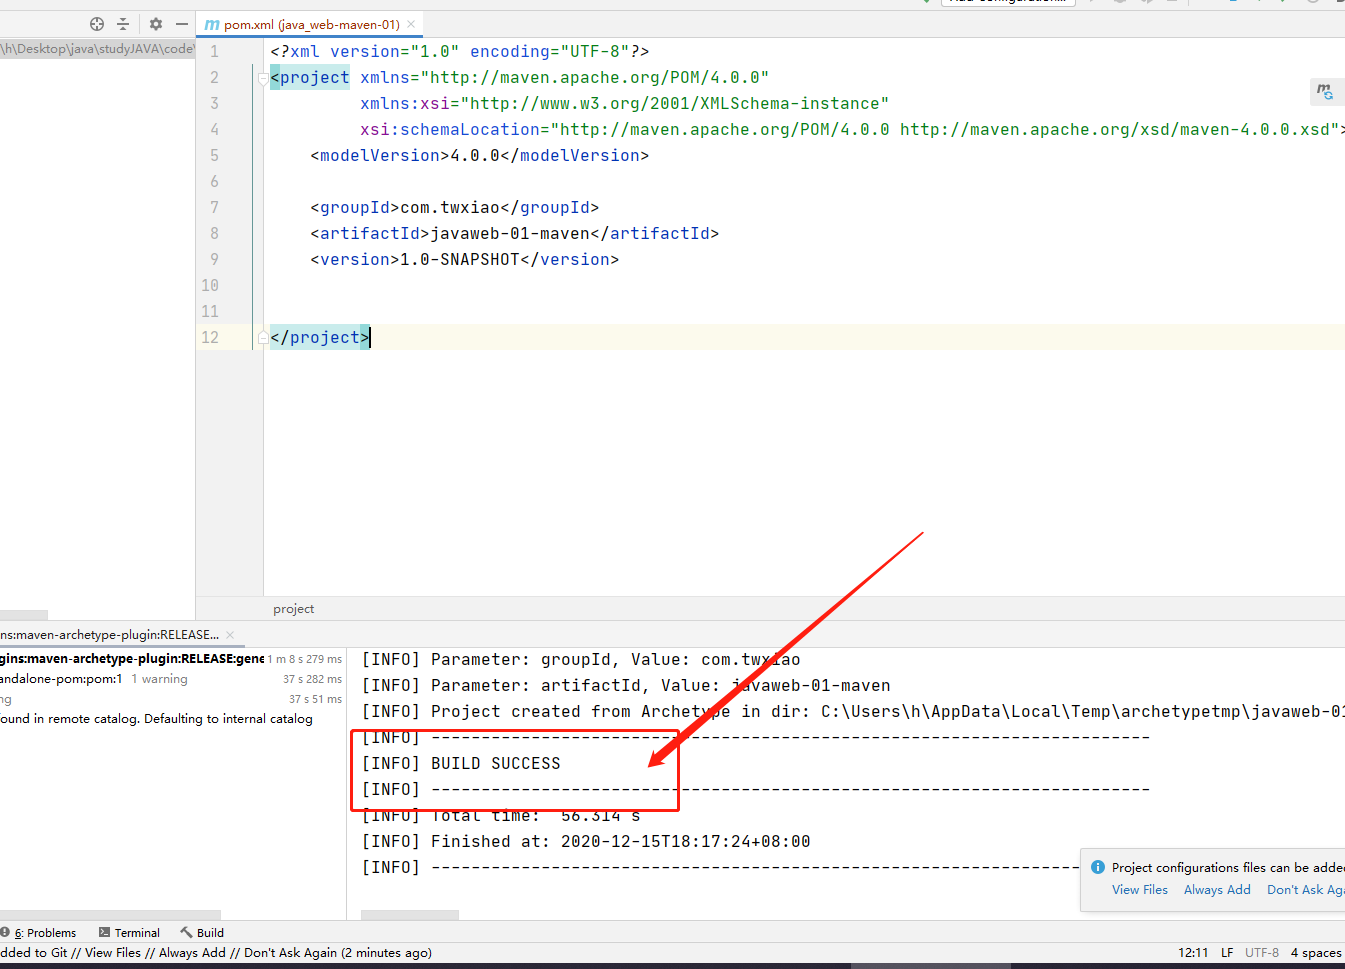 pom.xml (java_web-maven-01)
\h\Desktop\java\studyJAVA\code\
1 <?xml version="1.0" encoding="UTF-8"?>
2 <project xmlns="http://maven.apache.org/POM/4.0.0"
3 xmlns:xsi="http://www.w3.org/2001/XMLSchema-instance"
4 xsi:schemaLocation="http://maven.apache.org/POM/4.0.0 http://maven.apache.org/xsd/maven-4.0.0.xsd">
5 <modelVersion>4.0.0</modelVersion>
6
7 <groupId>com.twxiao</groupId>
8 <artifactId>javaweb-01-maven</artifactId>
9 <version>1.0-SNAPSHOT</version>
10
11
12 </project>
project
ns:maven-archetype-plugin:RELEASE...
gins:maven-archetype-plugin:RELEASE:gene 1 m 8 s 279 ms
andalone-pom:pom:1 1 warning 37 s 282 ms
ng 37 s 51 ms
ound in remote catalog. Defaulting to internal catalog
[INFO] Parameter: groupId, Value: com.twxiao
[INFO] Parameter: artifactId, Value: javaweb-01-maven
[INFO] Project created from Archetype in dir: C:\Users\h\AppData\Local\Temp\archetypetmp\javaweb-01
[INFO] ------------------------------------------------------------------------
[INFO] BUILD SUCCESS
[INFO] ------------------------------------------------------------------------
[INFO] Total time: 56.314 s
[INFO] Finished at: 2020-12-15T18:17:24+08:00
[INFO] -----------------------------------------------------------------
Project configurations files can be adde
View Files Always Add Don't Ask Aga
6: Problems Terminal Build
dded to Git // View Files // Always Add // Don't Ask Again (2 minutes ago)
12:11 LF UTF-8 4 spaces